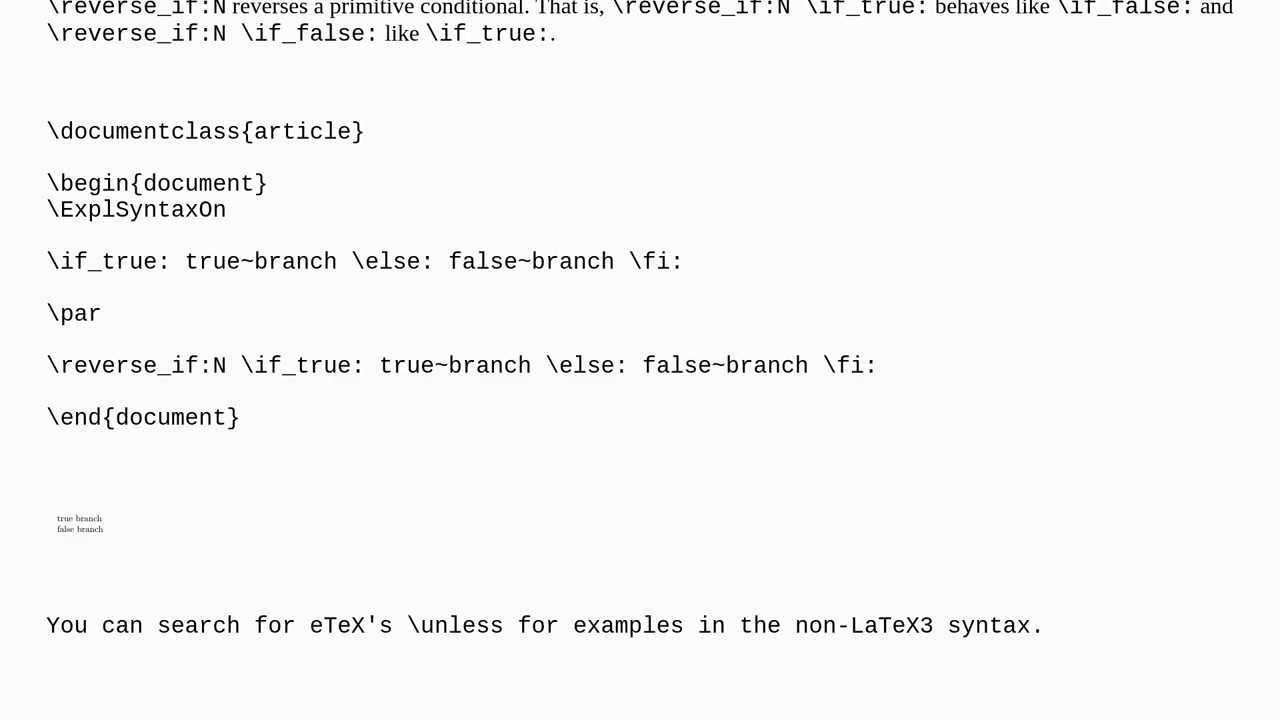 \reverse_if:N reverses a primitive conditional. That is, \reverse_if:N \if_true: behaves like \if_false: and
\reverse_if:N \if_false: like \if_true:.
\documentclass{article}
\begin{document}
\ExplSyntaxOn
\if_true: true~branch \else: false~branch \fi:
\par
\reverse_if:N \if_true: true~branch \else: false~branch \fi:
\end{document}
true branch
false branch
You can search for eTeX's \unless for examples in the non-LaTeX3 syntax.